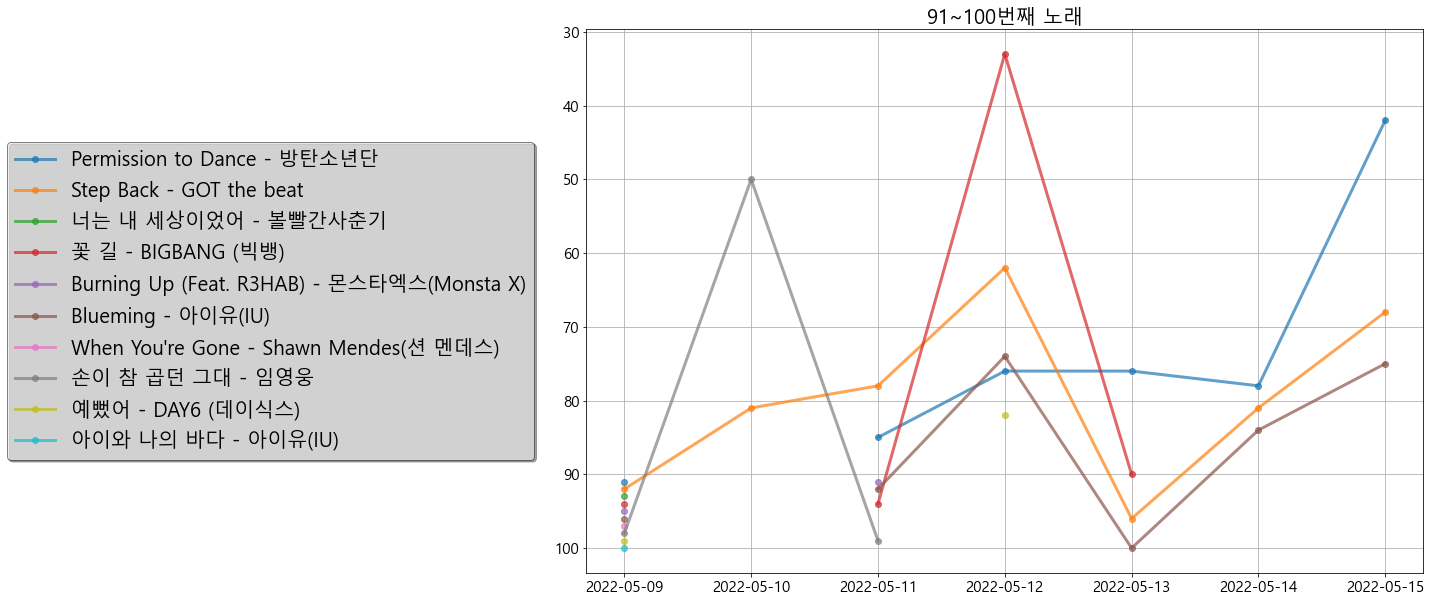 91~100번째 노래
Permission to Dance - 방탄소년단
Step Back - GOT the beat
너는 내 세상이었어 - 볼빨간사춘기
꽃 길 - BIGBANG (빅뱅)
Burning Up (Feat. R3HAB) - 몬스타엑스(Monsta X)
Blueming - 아이유(IU)
When You're Gone - Shawn Mendes(션 멘데스)
손이 참 곱던 그대 - 임영웅
예뻤어 - DAY6 (데이식스)
아이와 나의 바다 - 아이유(IU)
30
40
50
60
70
80
90
100
2022-05-09 2022-05-10 2022-05-11 2022-05-12 2022-05-13 2022-05-14 2022-05-15